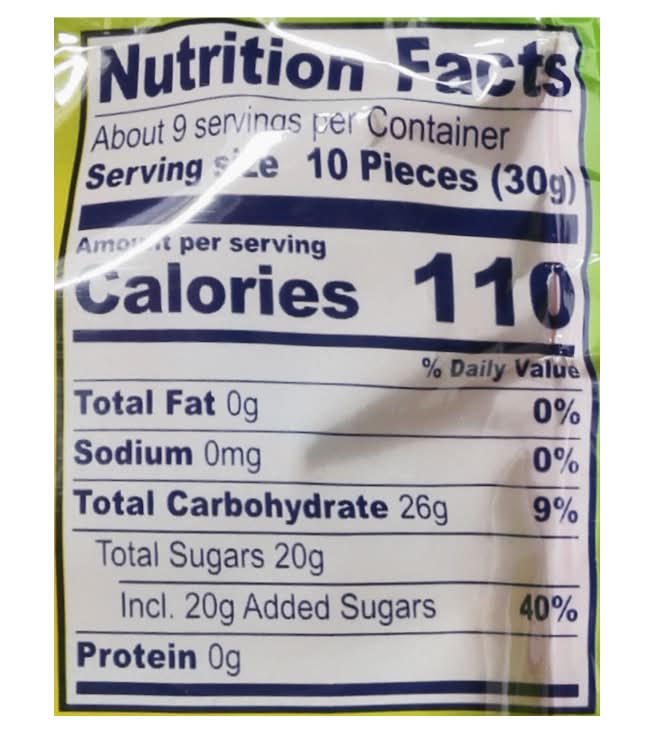 Nutrition Facts
About 9 servings per Container
Serving size 10 Pieces (30g)
Amount per serving
Calories 110
% Daily Value
Total Fat 0g 0%
Sodium 0mg 0%
Total Carbohydrate 26g 9%
Total Sugars 20g
Incl. 20g Added Sugars 40%
Protein 0g